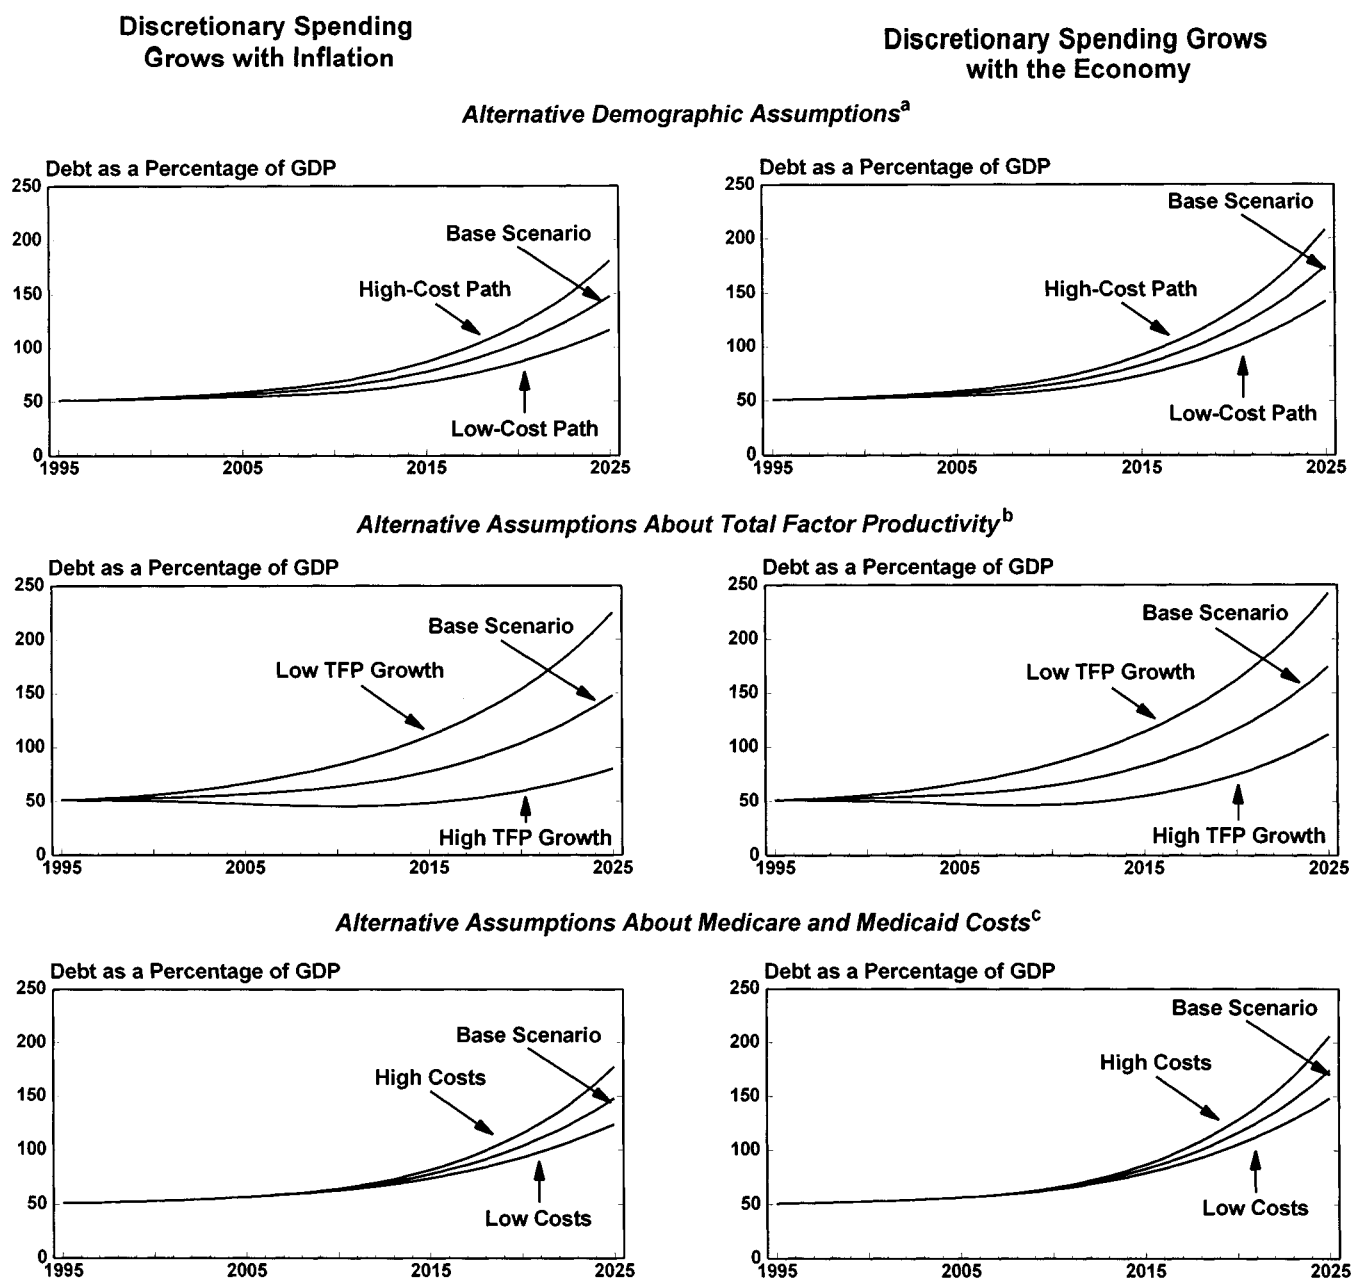 Discretionary Spending
Grows with Inflation
Discretionary Spending Grows
with the Economy
Alternative Demographic Assumptionsa
Debt as a Percentage of GDP
250
200
150
100
50
0
Base Scenario
High-Cost Path
Low-Cost Path
1995 2005 2015 2025
Debt as a Percentage of GDP
250
200
150
100
50
0
Base Scenario
High-Cost Path
Low-Cost Path
1995 2005 2015 2025
Alternative Assumptions About Total Factor Productivityb
Debt as a Percentage of GDP
250
200
150
100
50
0
Base Scenario
Low TFP Growth
High TFP Growth
1995 2005 2015 2025
Debt as a Percentage of GDP
250
200
150
100
50
0
Base Scenario
Low TFP Growth
High TFP Growth
1995 2005 2015 2025
Alternative Assumptions About Medicare and Medicaid Costsc
Debt as a Percentage of GDP
250
200
150
100
50
0
Base Scenario
High Costs
Low Costs
1995 2005 2015 2025
Debt as a Percentage of GDP
250
200
150
100
50
0
Base Scenario
High Costs
Low Costs
1995 2005 2015 2025